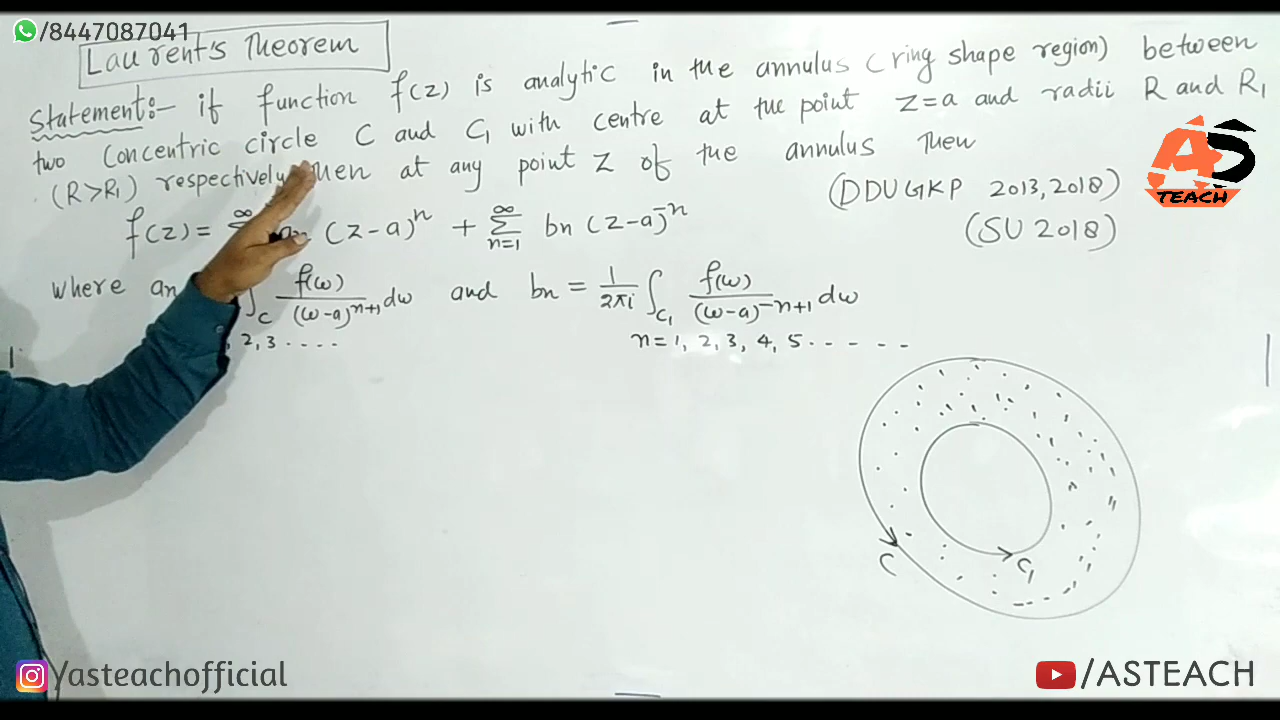 /8447087041
Laurent's Theorem
Statement:- if function f(z) is analytic in the annulus (ring shape region) between
two concentric circle C and C₁ with centre at the point z=a and radii R and R₁
(R>R₁) respectively then at any point z of the annulus then
(DDUGKP 2013,2018)
f(z)= ∞ an (z-a)ⁿ + ∞Σn=1 bn (z-a)⁻ⁿ
(SU 2018)
where an ∫C f(ω)/(ω-a)ⁿ⁺¹ dω and bn = 1/2πi ∫C₁ f(ω)/(ω-a)⁻ⁿ⁺¹ dω
, 2, 3 ....
n=1, 2, 3, 4, 5 . . . . .
C
C₁
AS
TEACH
/asteachofficial
/ASTEACH